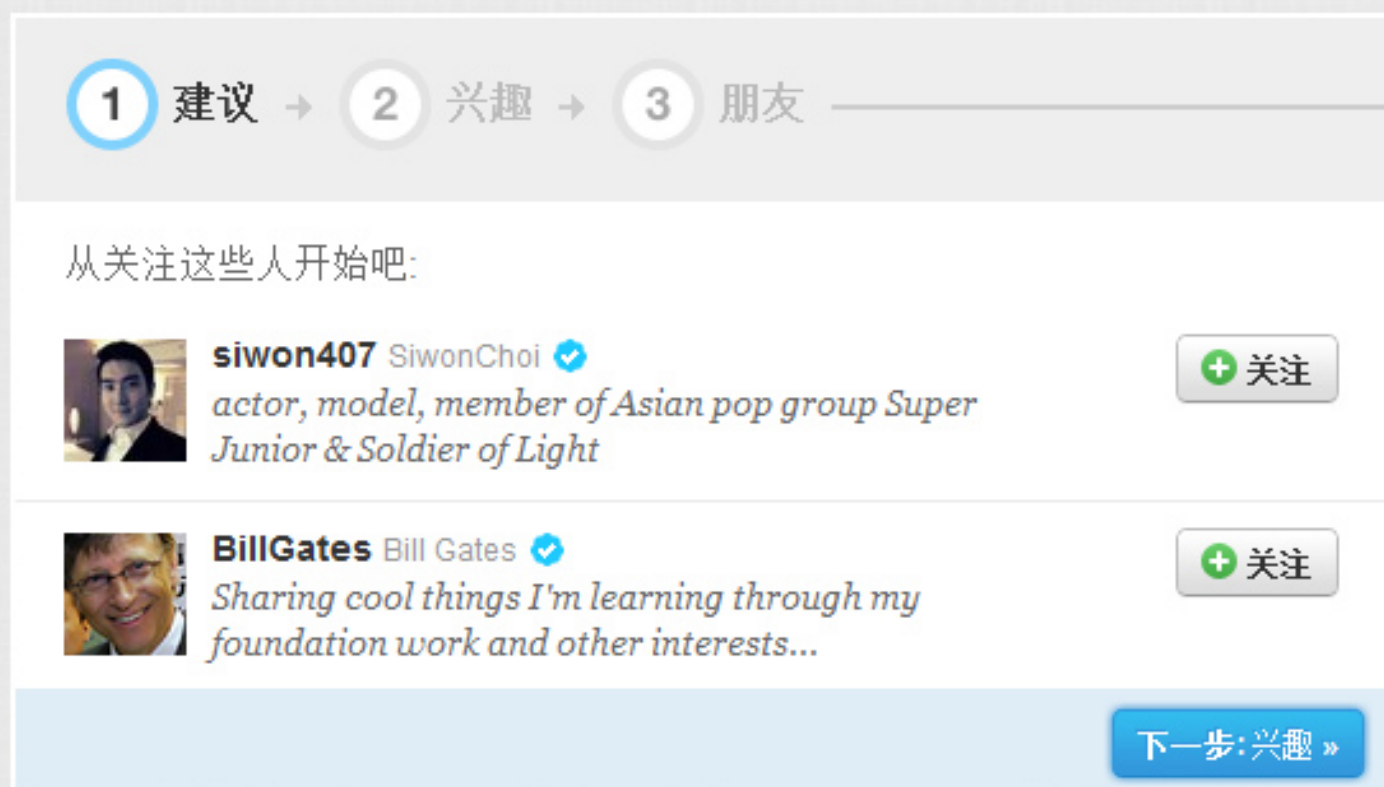 1 建议 2 兴趣 3 朋友
从关注这些人开始吧:
siwon407 SiwonChoi
actor, model, member of Asian pop group Super
Junior & Soldier of Light
关注
BillGates Bill Gates
Sharing cool things I'm learning through my
foundation work and other interests...
关注
下一步: 兴趣 »